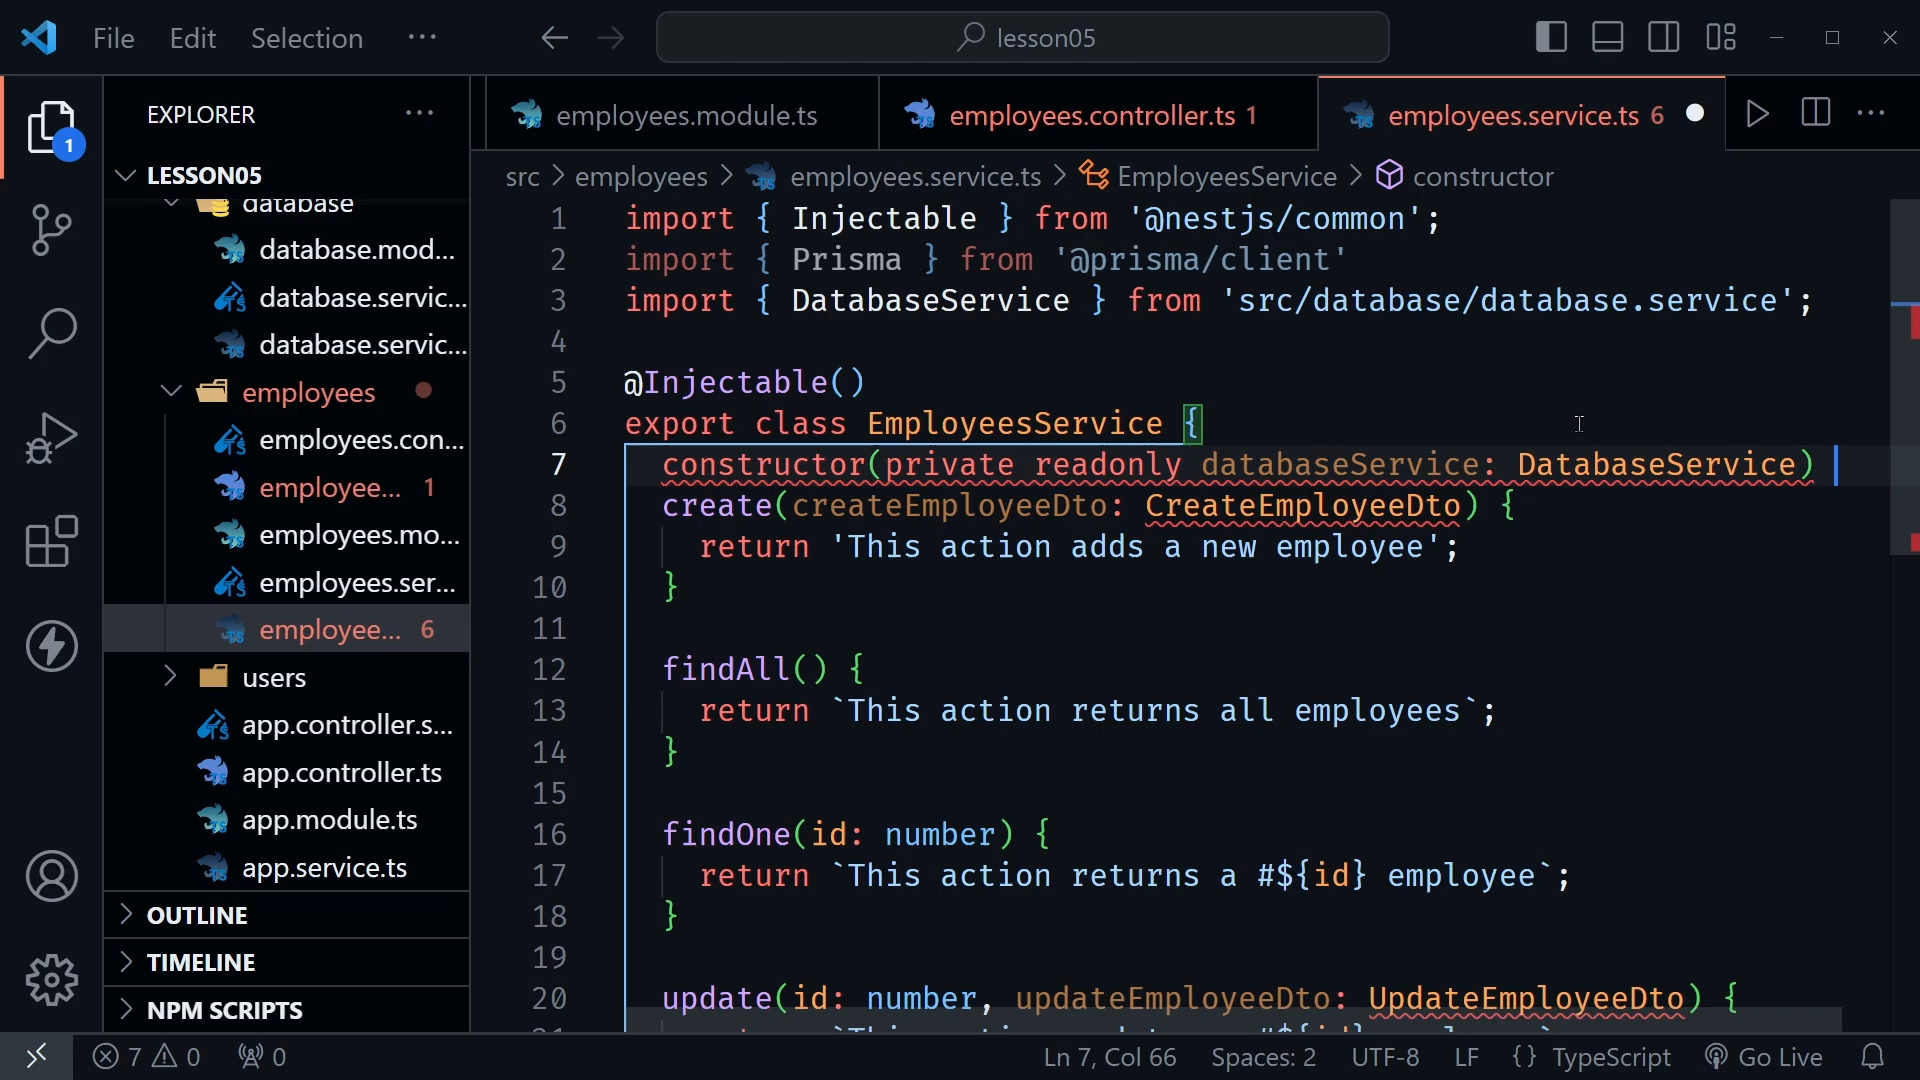 File Edit Selection ··· lesson05
EXPLORER ···
LESSON05
database
database.mod...
database.servic...
database.servic...
employees
employees.con...
employee... 1
employees.mo...
employees.ser...
employee... 6
users
app.controller.s...
app.controller.ts
app.module.ts
app.service.ts
OUTLINE
TIMELINE
NPM SCRIPTS
1
employees.module.ts employees.controller.ts 1 employees.service.ts 6
src > employees > employees.service.ts > EmployeesService > constructor
1 import { Injectable } from '@nestjs/common';
2 import { Prisma } from '@prisma/client'
3 import { DatabaseService } from 'src/database/database.service';
4
5 @Injectable()
6 export class EmployeesService {
7 constructor(private readonly databaseService: DatabaseService)
8 create(createEmployeeDto: CreateEmployeeDto) {
9 return 'This action adds a new employee';
10 }
11
12 findAll() {
13 return `This action returns all employees`;
14 }
15
16 findOne(id: number) {
17 return `This action returns a #${id} employee`;
18 }
19
20 update(id: number, updateEmployeeDto: UpdateEmployeeDto) {
7 0 0 Ln 7, Col 66 Spaces: 2 UTF-8 LF {} TypeScript Go Live